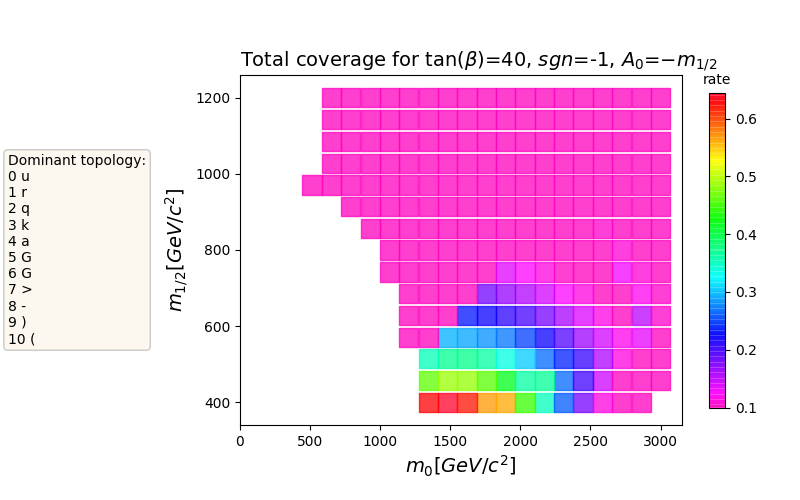 Total coverage for tan(β)=40, sgn=-1, A₀=−m₁/₂
rate
Dominant topology:
0 u
1 r
2 q
3 k
4 a
5 G
6 G
7 >
8 -
9 )
10 (
m₁/₂[GeV/c²]
1200
1000
800
600
400
0 500 1000 1500 2000 2500 3000
m₀[GeV/c²]
0.6
0.5
0.4
0.3
0.2
0.1